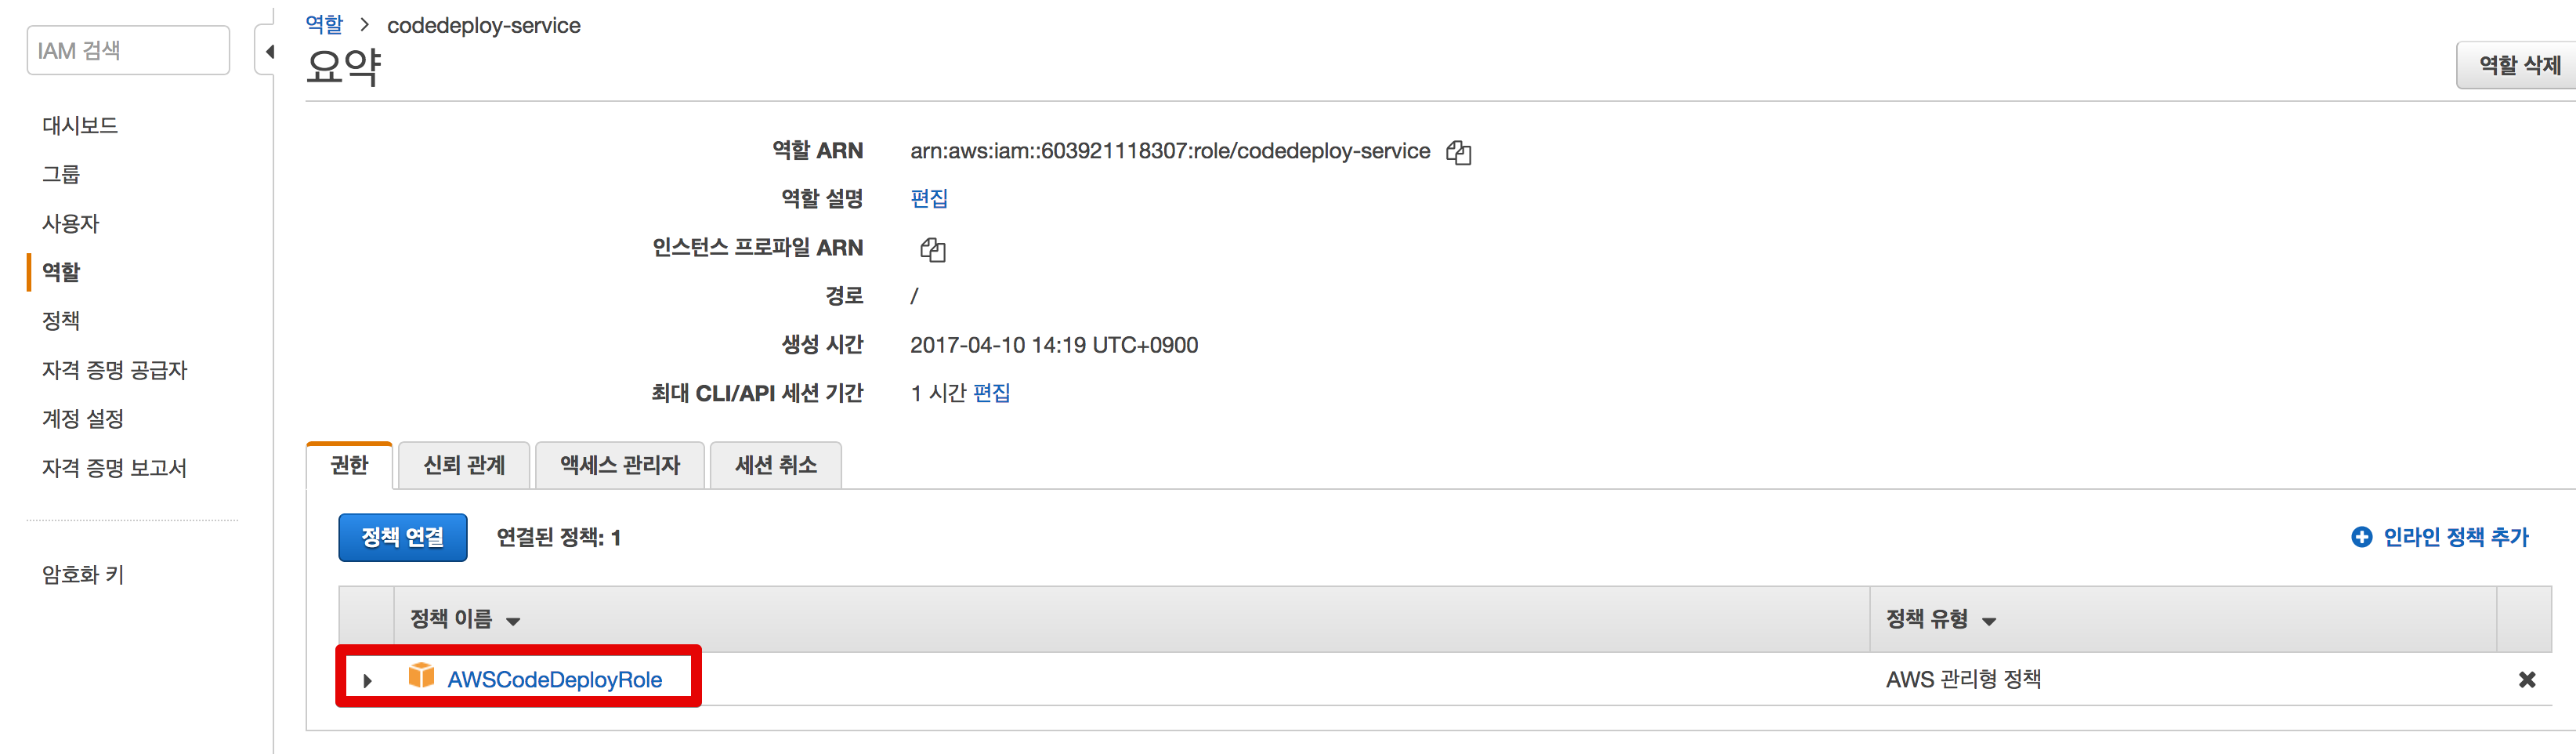 IAM 검색
대시보드
그룹
사용자
역할
정책
자격 증명 공급자
계정 설정
자격 증명 보고서
암호화 키
역할 > codedeploy-service
요약
역할 삭제
역할 ARN arn:aws:iam::603921118307:role/codedeploy-service
역할 설명 편집
인스턴스 프로파일 ARN
경로 /
생성 시간 2017-04-10 14:19 UTC+0900
최대 CLI/API 세션 기간 1 시간 편집
권한 신뢰 관계 액세스 관리자 세션 취소
정책 연결 연결된 정책: 1 인라인 정책 추가
정책 이름 정책 유형
AWSCodeDeployRole AWS 관리형 정책